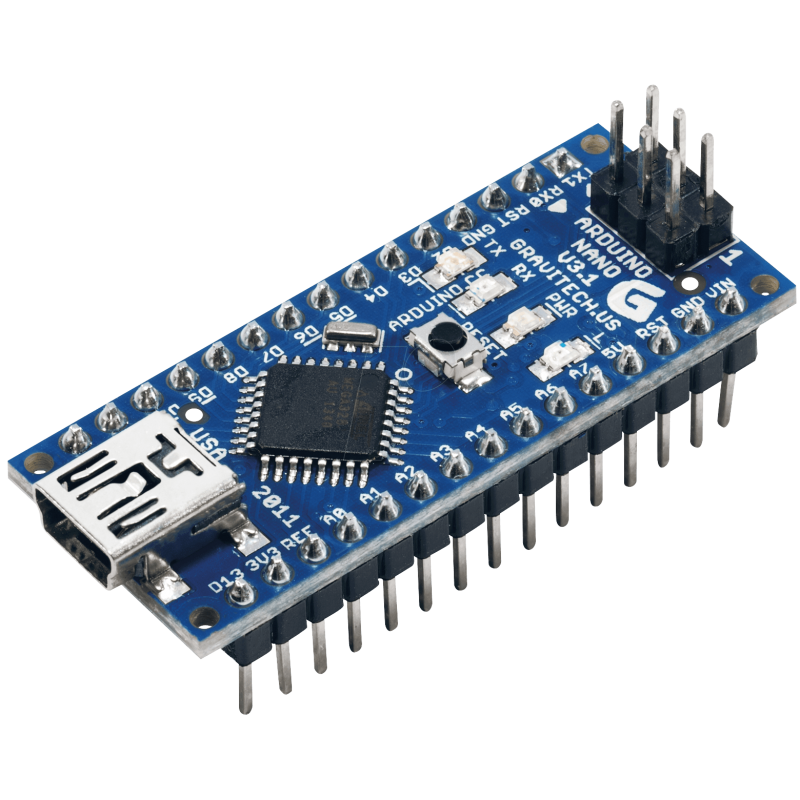 TX1
RX0
RST
GND
D3
D4
D5
D6
D7
D8
D9
ARDUINO
NANO
V3.1
G
GRAVITECH.US
ARDUINO.CC
TX
RX
PWR
L
RESET
1
USA
2011
D13
3V3
REF
A0
A1
A2
A3
A4
A5
A6
A7
5V
RST
GND
VIN